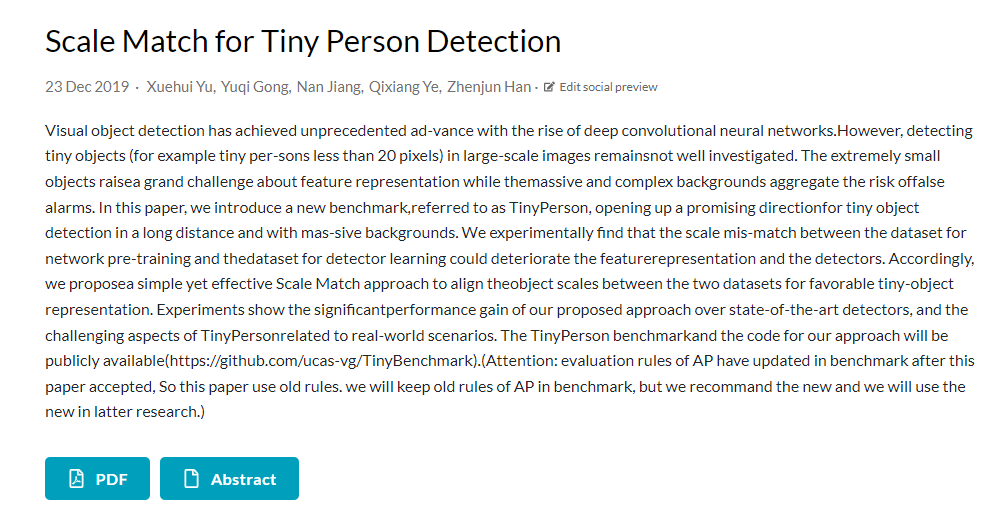 Scale Match for Tiny Person Detection
23 Dec 2019 · Xuehui Yu, Yuqi Gong, Nan Jiang, Qixiang Ye, Zhenjun Han · Edit social preview
Visual object detection has achieved unprecedented ad-vance with the rise of deep convolutional neural networks.However, detecting
tiny objects (for example tiny per-sons less than 20 pixels) in large-scale images remainsnot well investigated. The extremely small
objects raisea grand challenge about feature representation while themassive and complex backgrounds aggregate the risk offalse
alarms. In this paper, we introduce a new benchmark,referred to as TinyPerson, opening up a promising directionfor tiny object
detection in a long distance and with mas-sive backgrounds. We experimentally find that the scale mis-match between the dataset for
network pre-training and thedataset for detector learning could deteriorate the featurerepresentation and the detectors. Accordingly,
we proposea simple yet effective Scale Match approach to align theobject scales between the two datasets for favorable tiny-object
representation. Experiments show the significantperformance gain of our proposed approach over state-of-the-art detectors, and the
challenging aspects of TinyPersonrelated to real-world scenarios. The TinyPerson benchmarkand the code for our approach will be
publicly available(https://github.com/ucas-vg/TinyBenchmark).(Attention: evaluation rules of AP have updated in benchmark after this
paper accepted, So this paper use old rules. we will keep old rules of AP in benchmark, but we recommand the new and we will use the
new in latter research.)
PDF Abstract